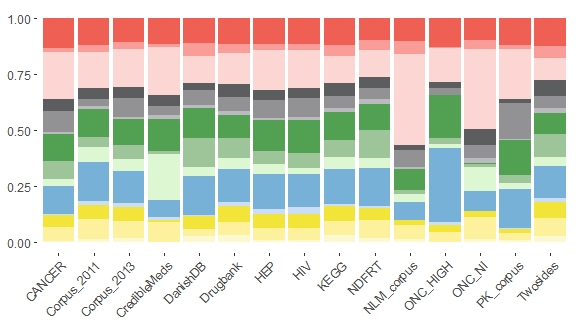 1.00
0.75
0.50
0.25
0.00
CANCER
Corpus_2011
Corpus_2013
CredibleMeds
DanishDB
Drugbank
HEP
HIV
KEGG
NDFRT
NLM_corpus
ONC_HIGH
ONC_NI
PK_corpus
Twosides